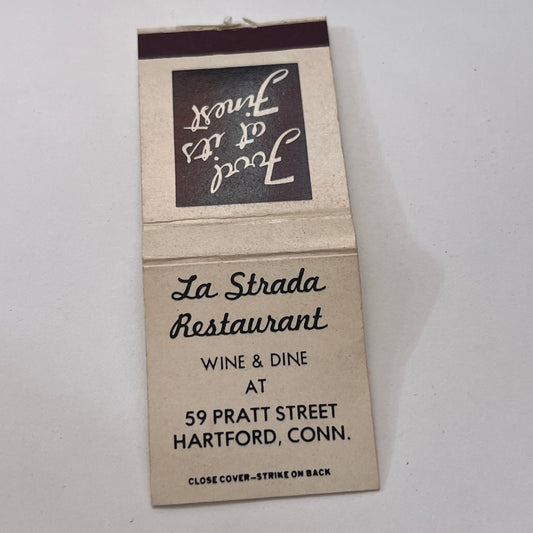 Food
at it's
Finest
La Strada
Restaurant
WINE & DINE
AT
59 PRATT STREET
HARTFORD, CONN.
CLOSE COVER—STRIKE ON BACK